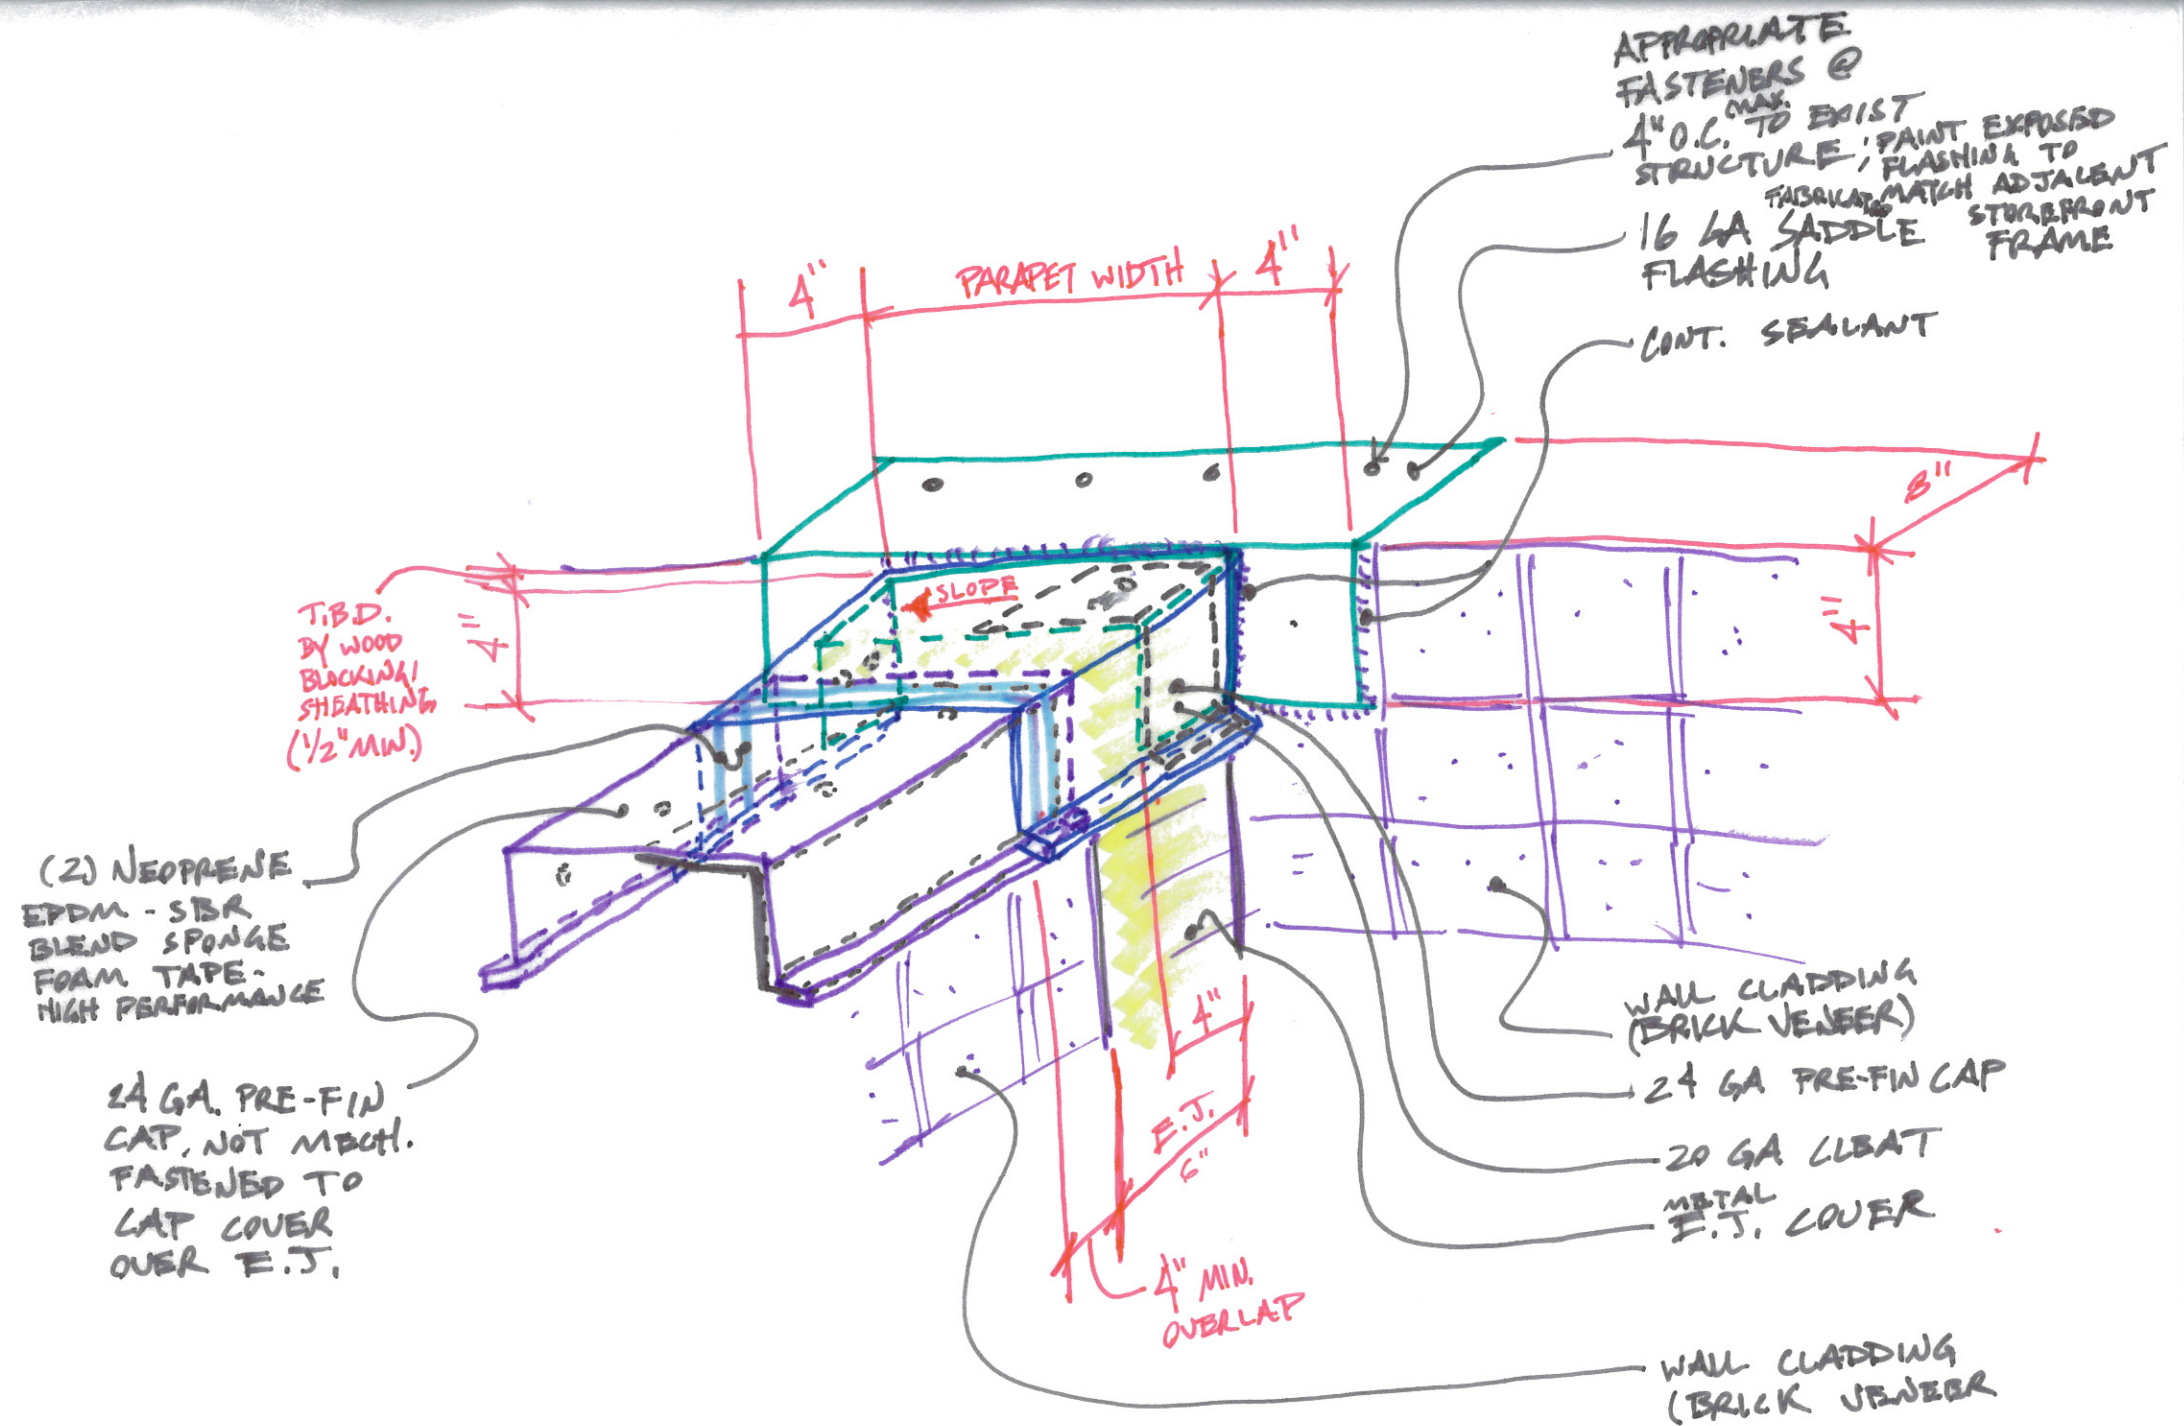 APPROPRIATE
FASTENERS @
MAX.
4" O.C. TO EXIST
STRUCTURE; PAINT EXPOSED
FLASHING TO
MATCH ADJACENT
STOREFRONT
FRAME
FABRICATED
16 GA SADDLE
FLASHING
CONT. SEALANT
4"
PARAPET WIDTH
4"
8"
4"
SLOPE
T.B.D.
BY WOOD
BLOCKING/
SHEATHING
(1/2" MIN.)
4"
(2) NEOPRENE
EPDM - SBR
BLEND SPONGE
FOAM TAPE -
HIGH PERFORMANCE
24 GA. PRE-FIN
CAP, NOT MECH.
FASTENED TO
CAP COVER
OVER E.J.
4"
E.J.
6"
4" MIN.
OVERLAP
WALL CLADDING
(BRICK VENEER)
24 GA PRE-FIN CAP
20 GA CLEAT
METAL
E.J. COVER
WALL CLADDING
(BRICK VENEER